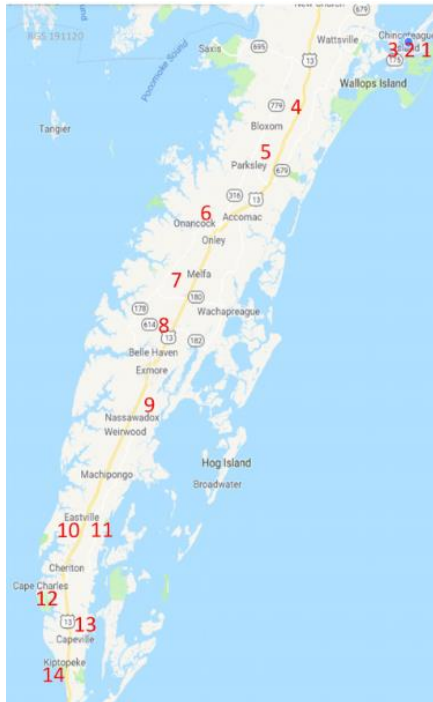 New Church
679
RGS 191120
Pocomoke Sound
Saxis
695
Wattsville
Chincoteague
Island
3 2 1
175
13
Wallops Island
Tangier
779
4
Bloxom
5
Parksley
679
316
13
6
Onancock
Accomac
Onley
7
Melfa
180
178
Wachapreague
614
8
13
182
Belle Haven
Exmore
9
Nassawadox
Weirwood
Hog Island
Broadwater
Machipongo
Eastville
10 11
Cheriton
Cape Charles
12
13
13
Capeville
Kiptopeke
14